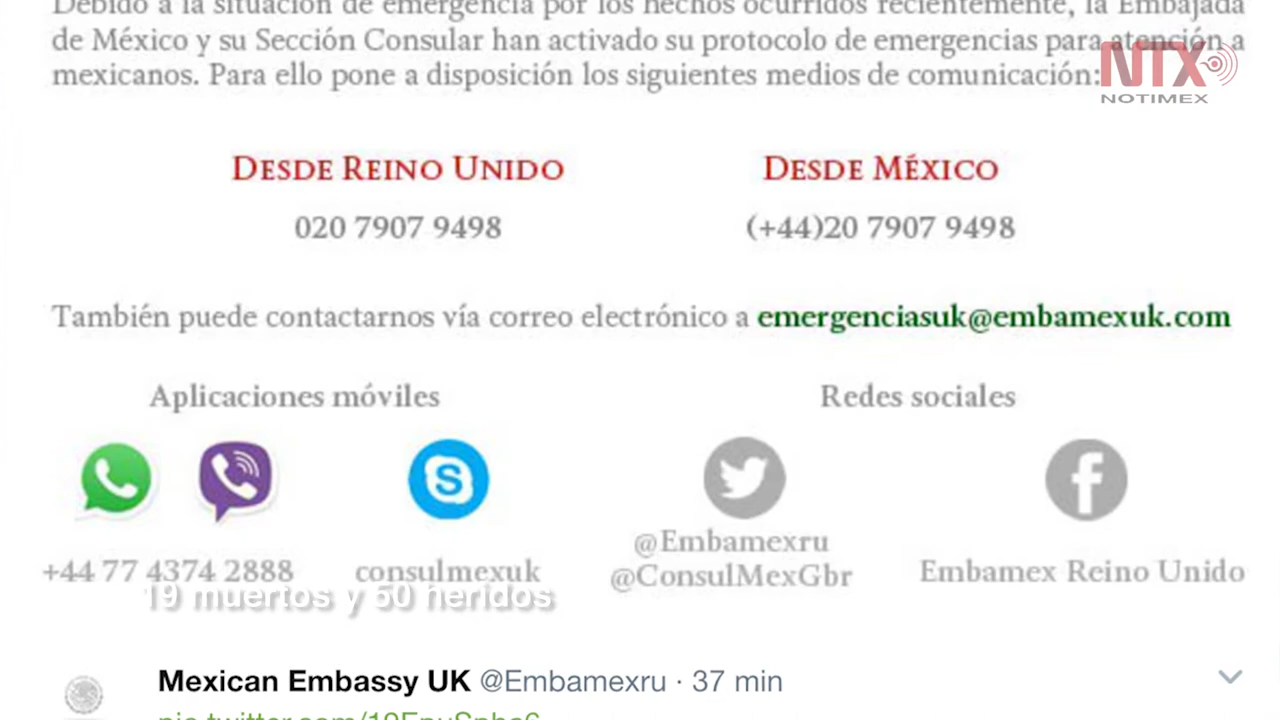 Debido a la situación de emergencia por los hechos ocurridos recientemente, la Embajada
de México y su Sección Consular han activado su protocolo de emergencias para atención a
mexicanos. Para ello pone a disposición los siguientes medios de comunicación:
NTX
NOTIMEX
DESDE REINO UNIDO
DESDE MÉXICO
020 7907 9498
(+44)20 7907 9498
También puede contactarnos vía correo electrónico a emergenciasuk@embamexuk.com
Aplicaciones móviles
Redes sociales
@Embamexru
@ConsulMexGbr
+44 77 4374 2888
consulmexuk
Embamex Reino Unido
19 muertos y 50 heridos
Mexican Embassy UK @Embamexru · 37 min